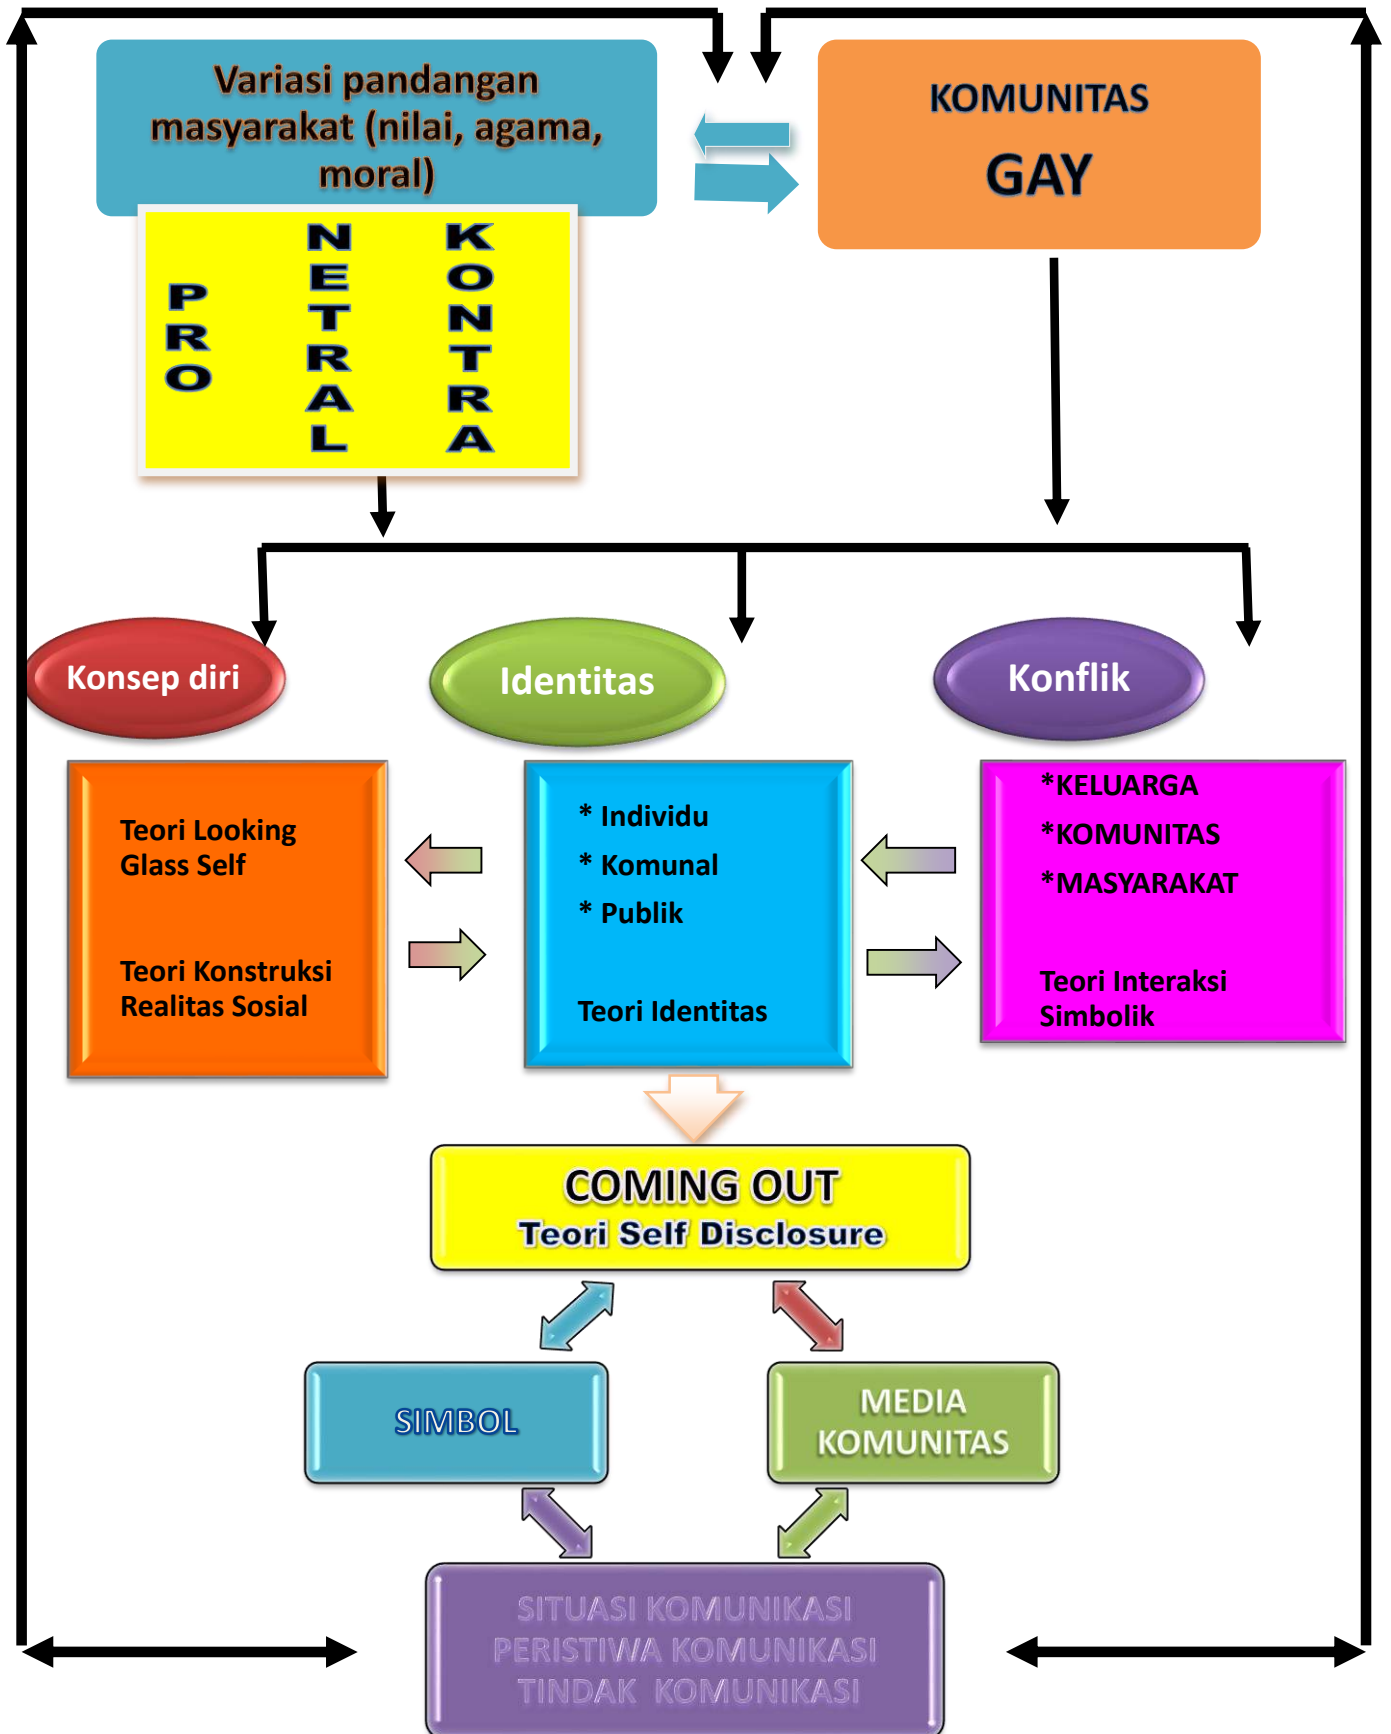 Variasi pandangan
masyarakat (nilai, agama,
moral)
KOMUNITAS
GAY
PRO
NETRAL
KONTRA
Konsep diri
Identitas
Konflik
Teori Looking
Glass Self
Teori Konstruksi
Realitas Sosial
* Individu
* Komunal
* Publik
Teori Identitas
*KELUARGA
*KOMUNITAS
*MASYARAKAT
Teori Interaksi
Simbolik
COMING OUT
Teori Self Disclosure
SIMBOL
MEDIA
KOMUNITAS
SITUASI KOMUNIKASI
PERISTIWA KOMUNIKASI
TINDAK KOMUNIKASI